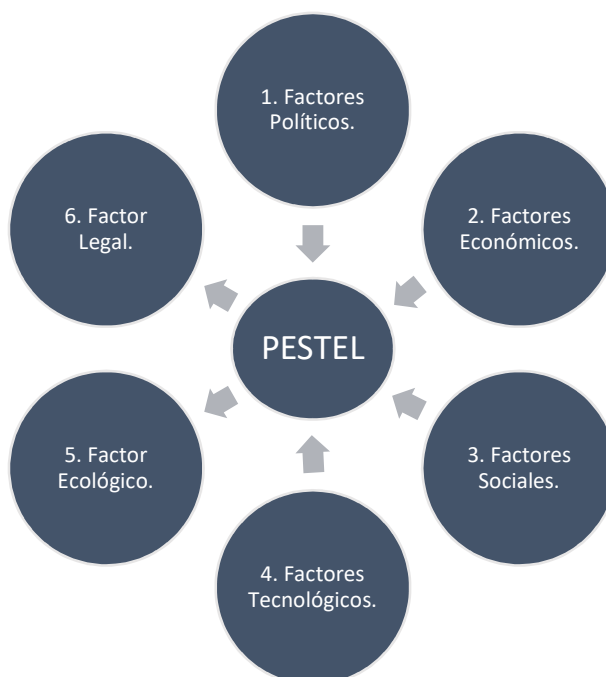 1. Factores
Políticos.
2. Factores
Económicos.
3. Factores
Sociales.
4. Factores
Tecnológicos.
5. Factor
Ecológico.
6. Factor
Legal.
PESTEL